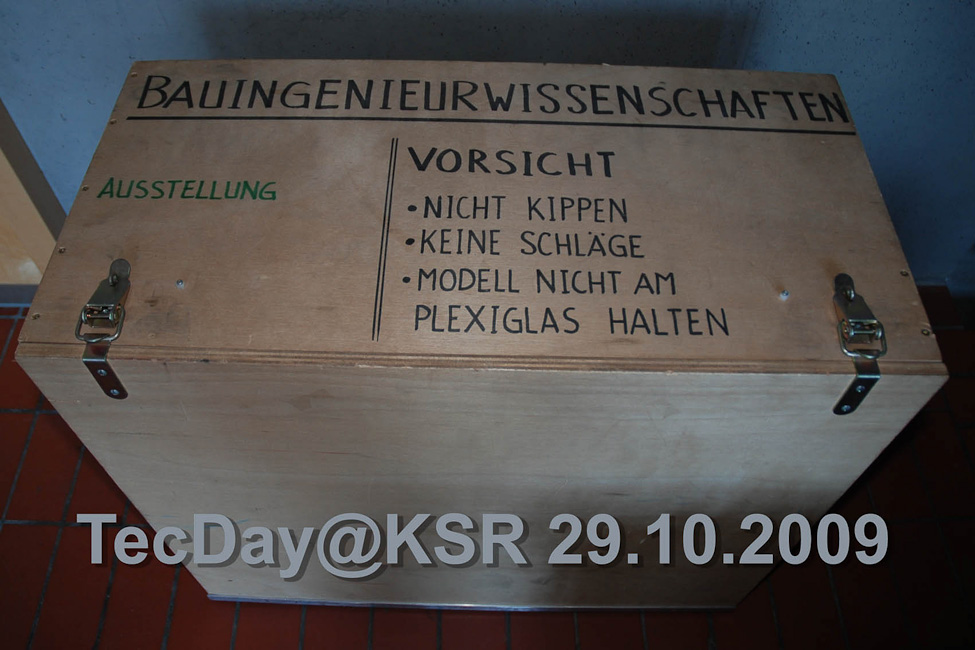 BAUINGENIEURWISSENSCHAFTEN
AUSSTELLUNG
VORSICHT
•NICHT KIPPEN
•KEINE SCHLÄGE
•MODELL NICHT AM
PLEXIGLAS HALTEN
TecDay@KSR 29.10.2009